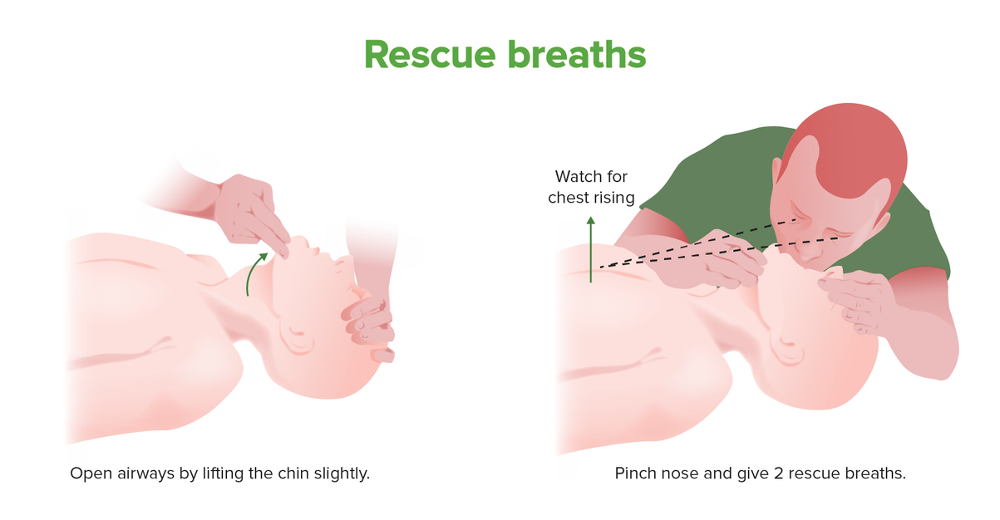 Rescue breaths
Watch for
chest rising
Open airways by lifting the chin slightly.
Pinch nose and give 2 rescue breaths.